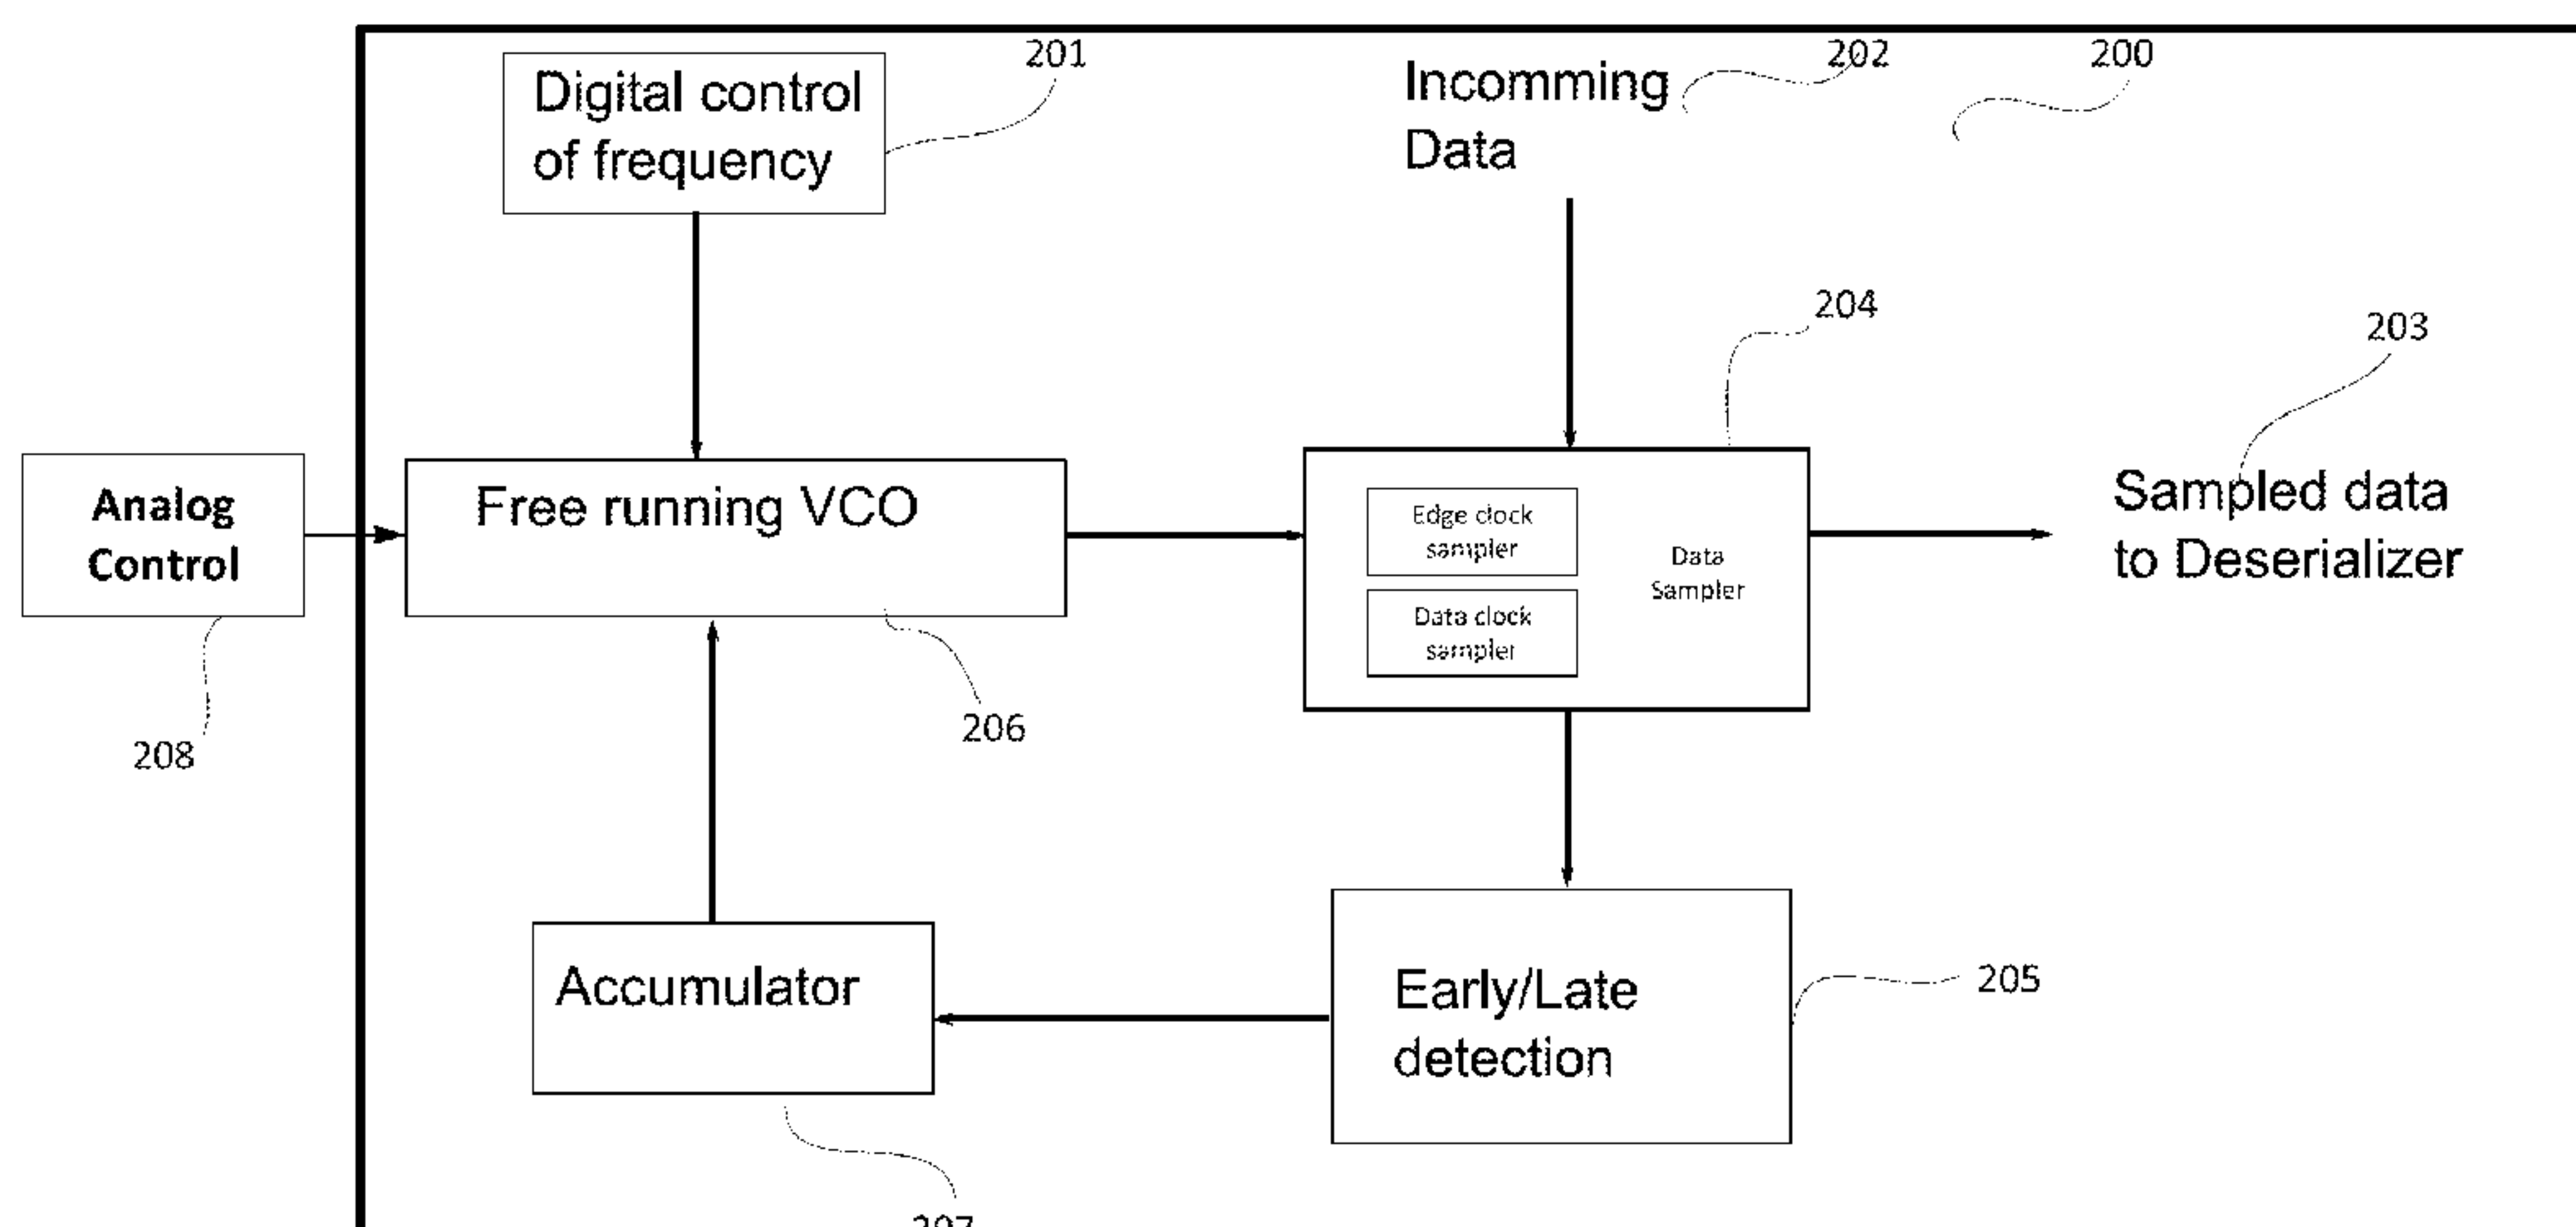 201
202
200
Digital control
of frequency
Incomming
Data
204
203
Analog
Control
Free running VCO
Edge clock
sampler
Data clock
sampler
Data
Sampler
Sampled data
to Deserializer
208
206
Accumulator
Early/Late
detection
205